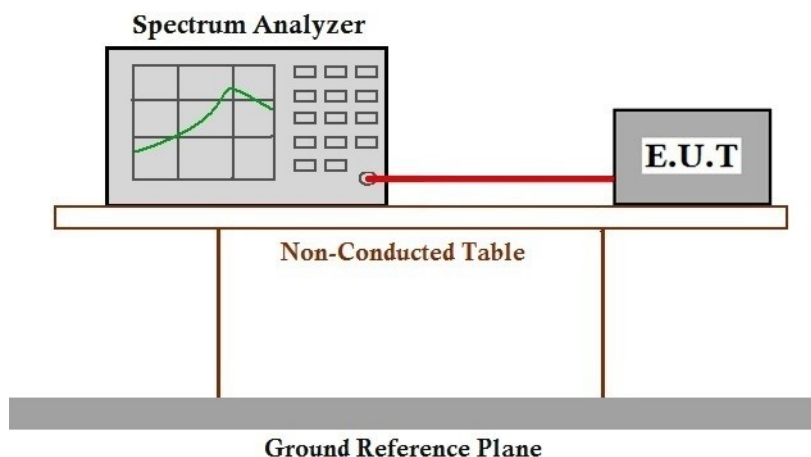 Spectrum Analyzer
E.U.T
Non-Conducted Table
Ground Reference Plane